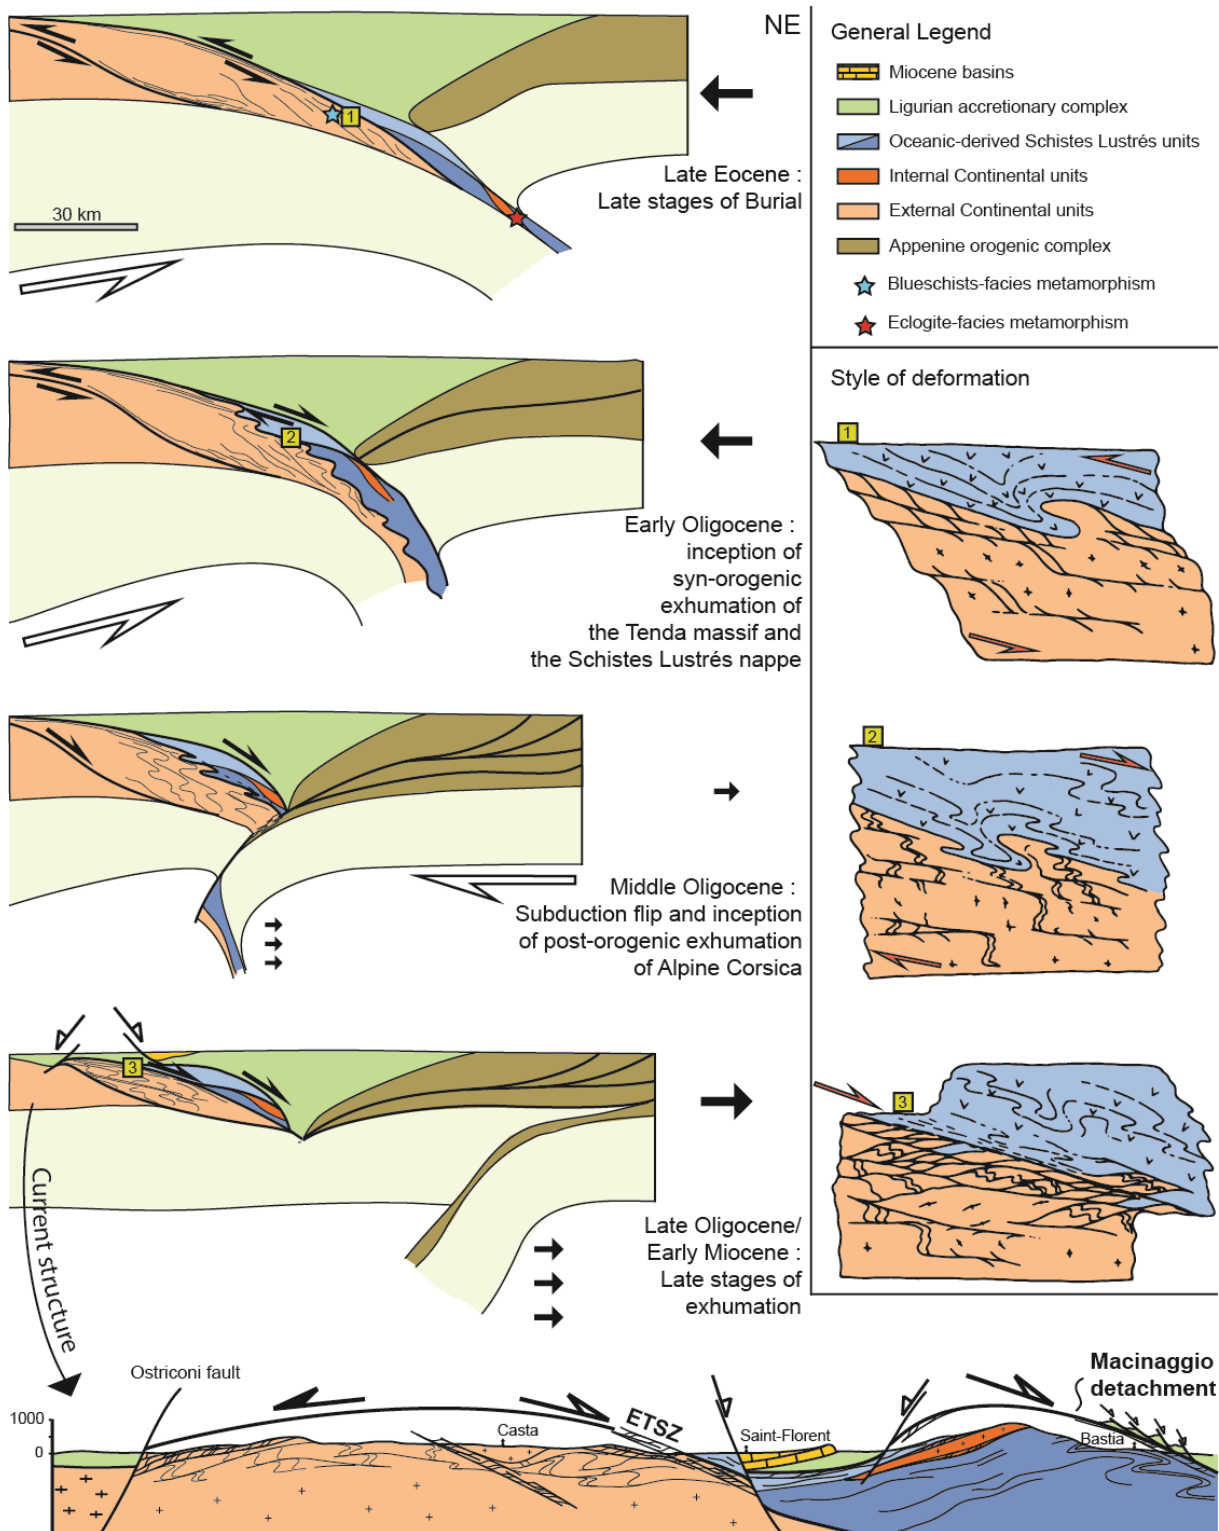 NE
1
30 km
Late Eocene :
Late stages of Burial
General Legend
Miocene basins
Ligurian accretionary complex
Oceanic-derived Schistes Lustrés units
Internal Continental units
External Continental units
Appenine orogenic complex
Blueschists-facies metamorphism
Eclogite-facies metamorphism
2
Early Oligocene :
inception of
syn-orogenic
exhumation of
the Tenda massif and
the Schistes Lustrés nappe
Style of deformation
1
Middle Oligocene :
Subduction flip and inception
of post-orogenic exhumation
of Alpine Corsica
2
3
Late Oligocene/
Early Miocene :
Late stages of
exhumation
3
Current structure
Ostriconi fault
Macinaggio
detachment
1000
0
Casta
ETSZ
Saint-Florent
Bastia